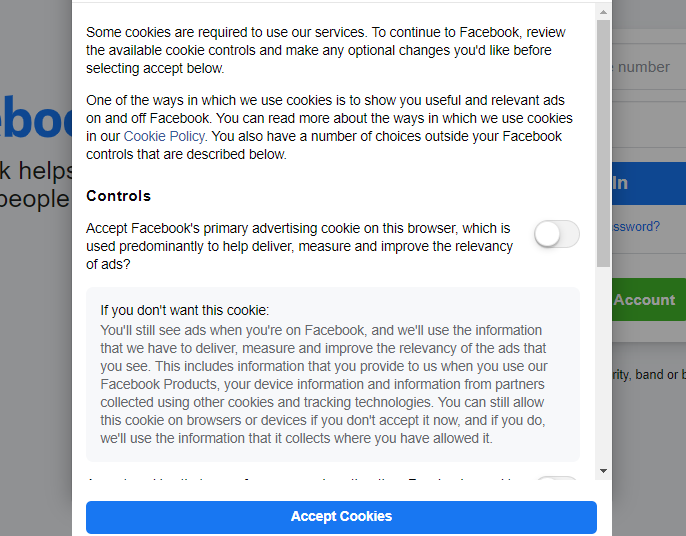 Some cookies are required to use our services. To continue to Facebook, review
the available cookie controls and make any optional changes you'd like before
selecting accept below.
One of the ways in which we use cookies is to show you useful and relevant ads
on and off Facebook. You can read more about the ways in which we use cookies
in our Cookie Policy. You also have a number of choices outside your Facebook
controls that are described below.
Controls
Accept Facebook's primary advertising cookie on this browser, which is
used predominantly to help deliver, measure and improve the relevancy
of ads?
If you don't want this cookie:
You'll still see ads when you're on Facebook, and we'll use the information
that we have to deliver, measure and improve the relevancy of the ads that
you see. This includes information that you provide to us when you use our
Facebook Products, your device information and information from partners
collected using other cookies and tracking technologies. You can still allow
this cookie on browsers or devices if you don't accept it now, and if you do,
we'll use the information that it collects where you have allowed it.
Accept Cookies
eboo
k helps
people
number
In
ssword?
Account
rity, band or b